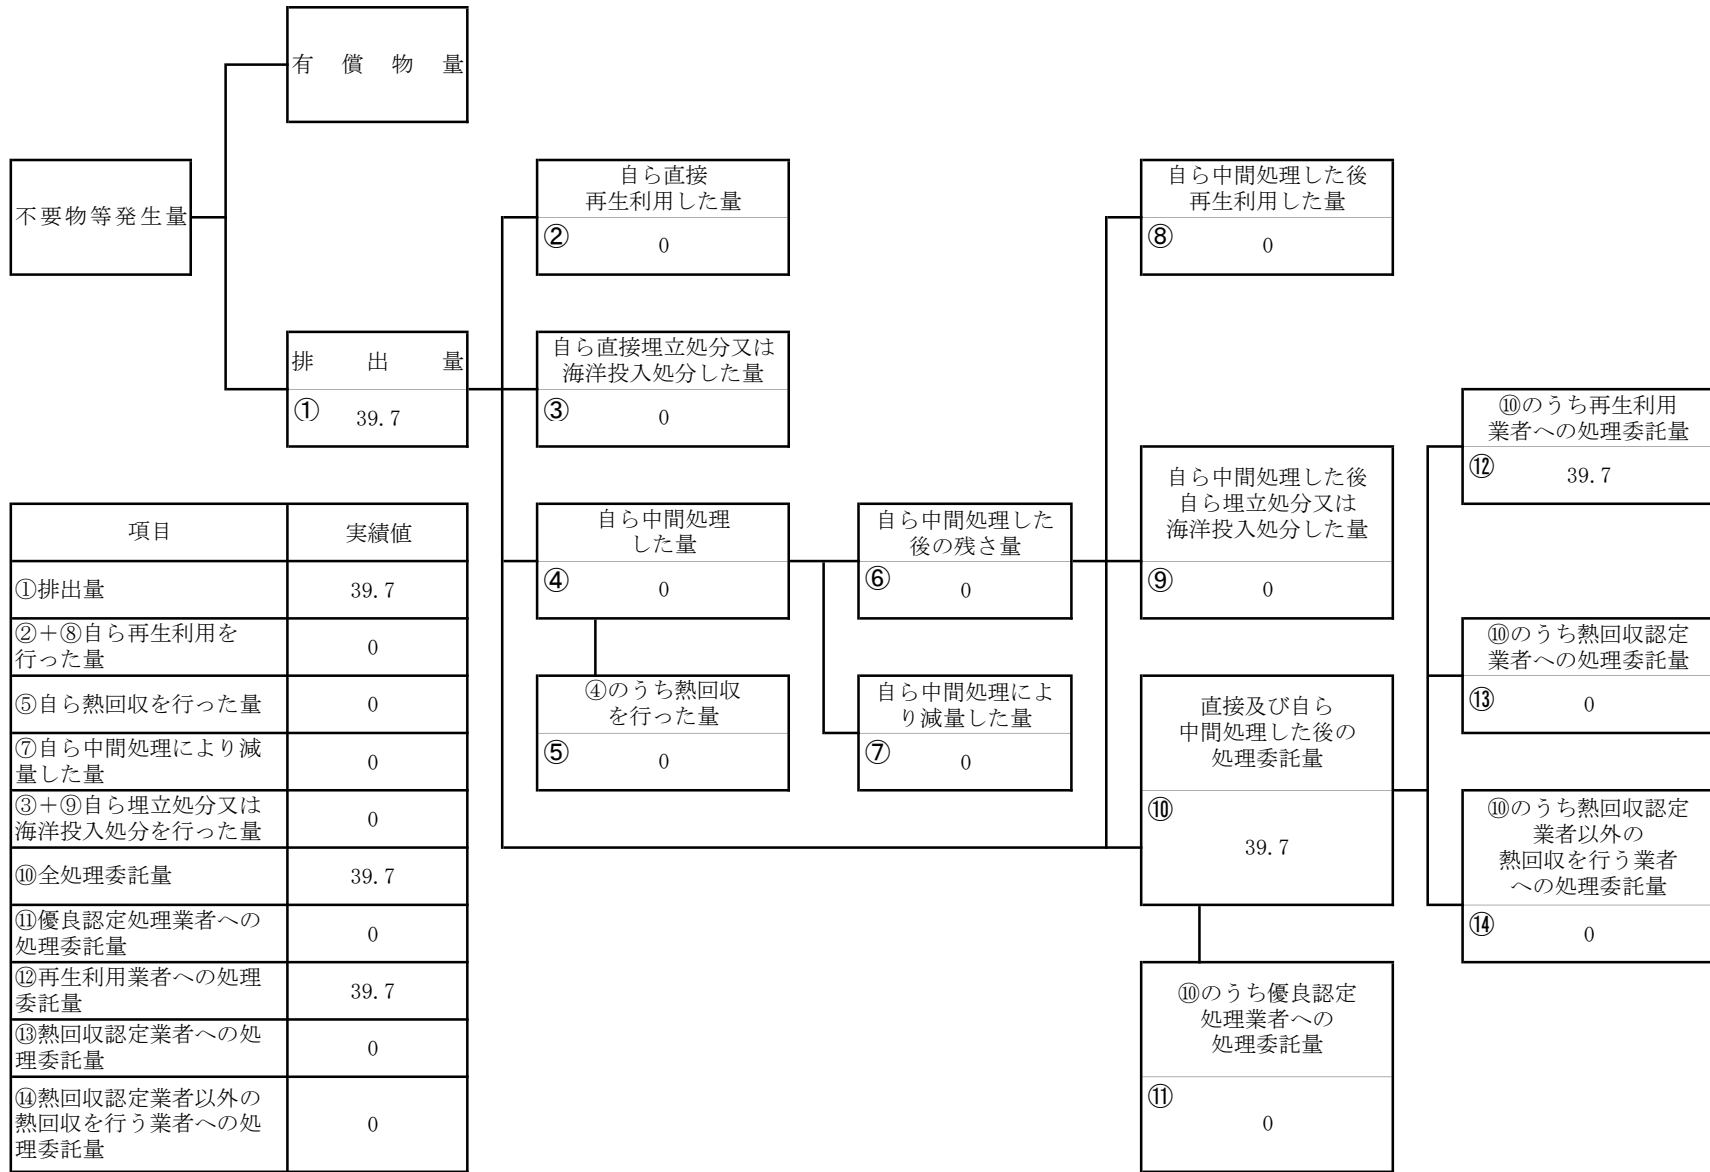 有償物量
不要物等発生量
排出量
① 39.7
自ら直接
再生利用した量
② 0
自ら直接埋立処分又は
海洋投入処分した量
③ 0
自ら中間処理
した量
④ 0
④のうち熱回収
を行った量
⑤ 0
自ら中間処理した
後の残さ量
⑥ 0
自ら中間処理によ
り減量した量
⑦ 0
自ら中間処理した後
再生利用した量
⑧ 0
自ら中間処理した後
自ら埋立処分又は
海洋投入処分した量
⑨ 0
直接及び自ら
中間処理した後の
処理委託量
⑩
39.7
⑩のうち優良認定
処理業者への
処理委託量
⑪
0
⑩のうち再生利用
業者への処理委託量
⑫ 39.7
⑩のうち熱回収認定
業者への処理委託量
⑬ 0
⑩のうち熱回収認定
業者以外の
熱回収を行う業者
への処理委託量
⑭ 0
項目 実績値
①排出量 39.7
②＋⑧自ら再生利用を
行った量 0
⑤自ら熱回収を行った量 0
⑦自ら中間処理により減
量した量 0
③＋⑨自ら埋立処分又は
海洋投入処分を行った量 0
⑩全処理委託量 39.7
⑪優良認定処理業者への
処理委託量 0
⑫再生利用業者への処理
委託量 39.7
⑬熱回収認定業者への処
理委託量 0
⑭熱回収認定業者以外の
熱回収を行う業者への処
理委託量 0